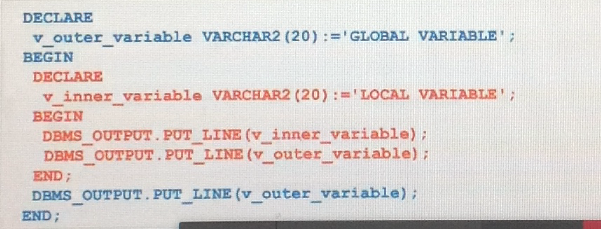 DECLARE
v_outer_variable VARCHAR2(20):='GLOBAL VARIABLE';
BEGIN
DECLARE
v_inner_variable VARCHAR2(20):='LOCAL VARIABLE';
BEGIN
DBMS_OUTPUT.PUT_LINE(v_inner_variable);
DBMS_OUTPUT.PUT_LINE(v_outer_variable);
END;
DBMS_OUTPUT.PUT_LINE(v_outer_variable);
END;